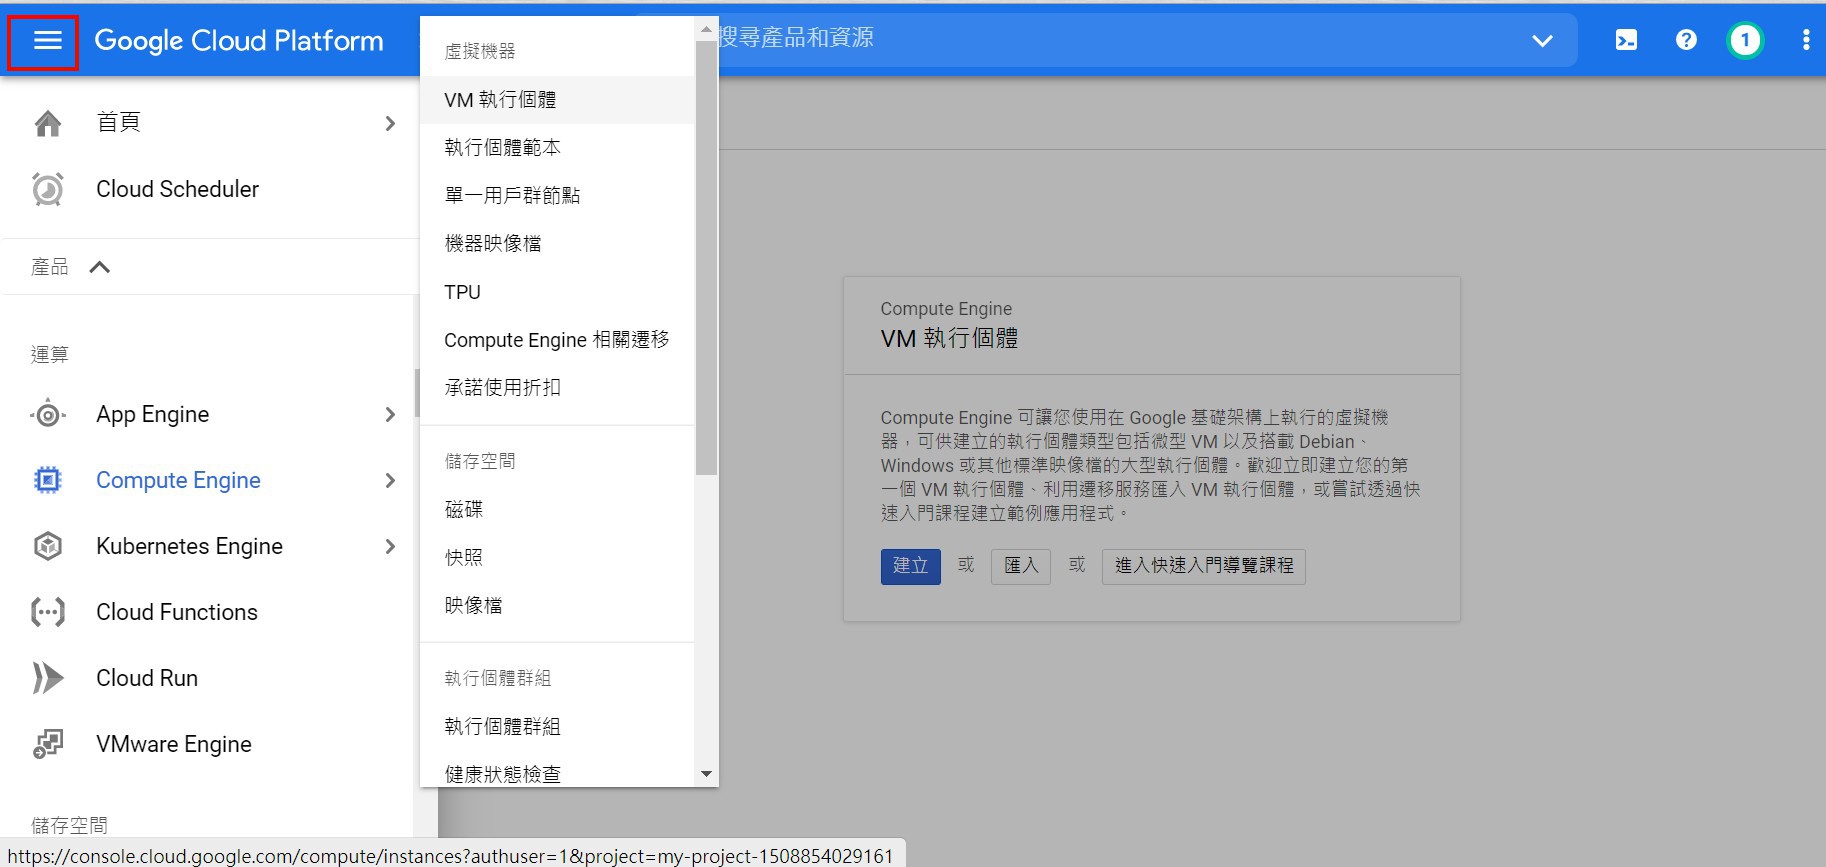 Google Cloud Platform
搜尋產品和資源
1
首頁
Cloud Scheduler
產品
運算
App Engine
Compute Engine
Kubernetes Engine
Cloud Functions
Cloud Run
VMware Engine
儲存空間
虛擬機器
VM 執行個體
執行個體範本
單一用戶群節點
機器映像檔
TPU
Compute Engine 相關遷移
承諾使用折扣
儲存空間
磁碟
快照
映像檔
執行個體群組
執行個體群組
健康狀態檢查
Compute Engine
VM 執行個體
Compute Engine 可讓您使用在 Google 基礎架構上執行的虛擬機
器，可供建立的執行個體類型包括微型 VM 以及搭載 Debian、
Windows 或其他標準映像檔的大型執行個體。歡迎立即建立您的第
一個 VM 執行個體、利用遷移服務匯入 VM 執行個體，或嘗試透過快
速入門課程建立範例應用程式。
建立 或 匯入 或 進入快速入門導覽課程
https://console.cloud.google.com/compute/instances?authuser=1&project=my-project-1508854029161